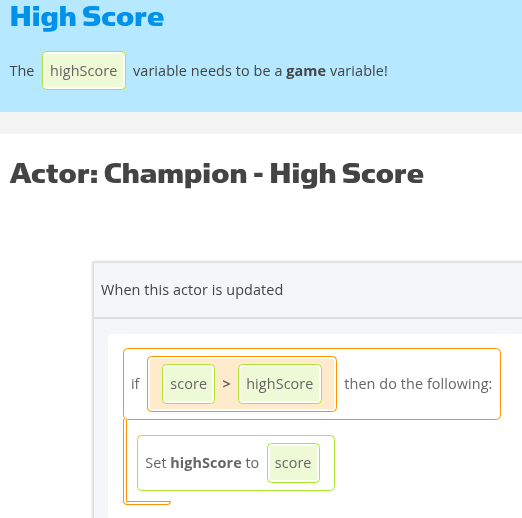 High Score
The highScore variable needs to be a game variable!
Actor: Champion - High Score
When this actor is updated
if score > highScore then do the following:
Set highScore to score